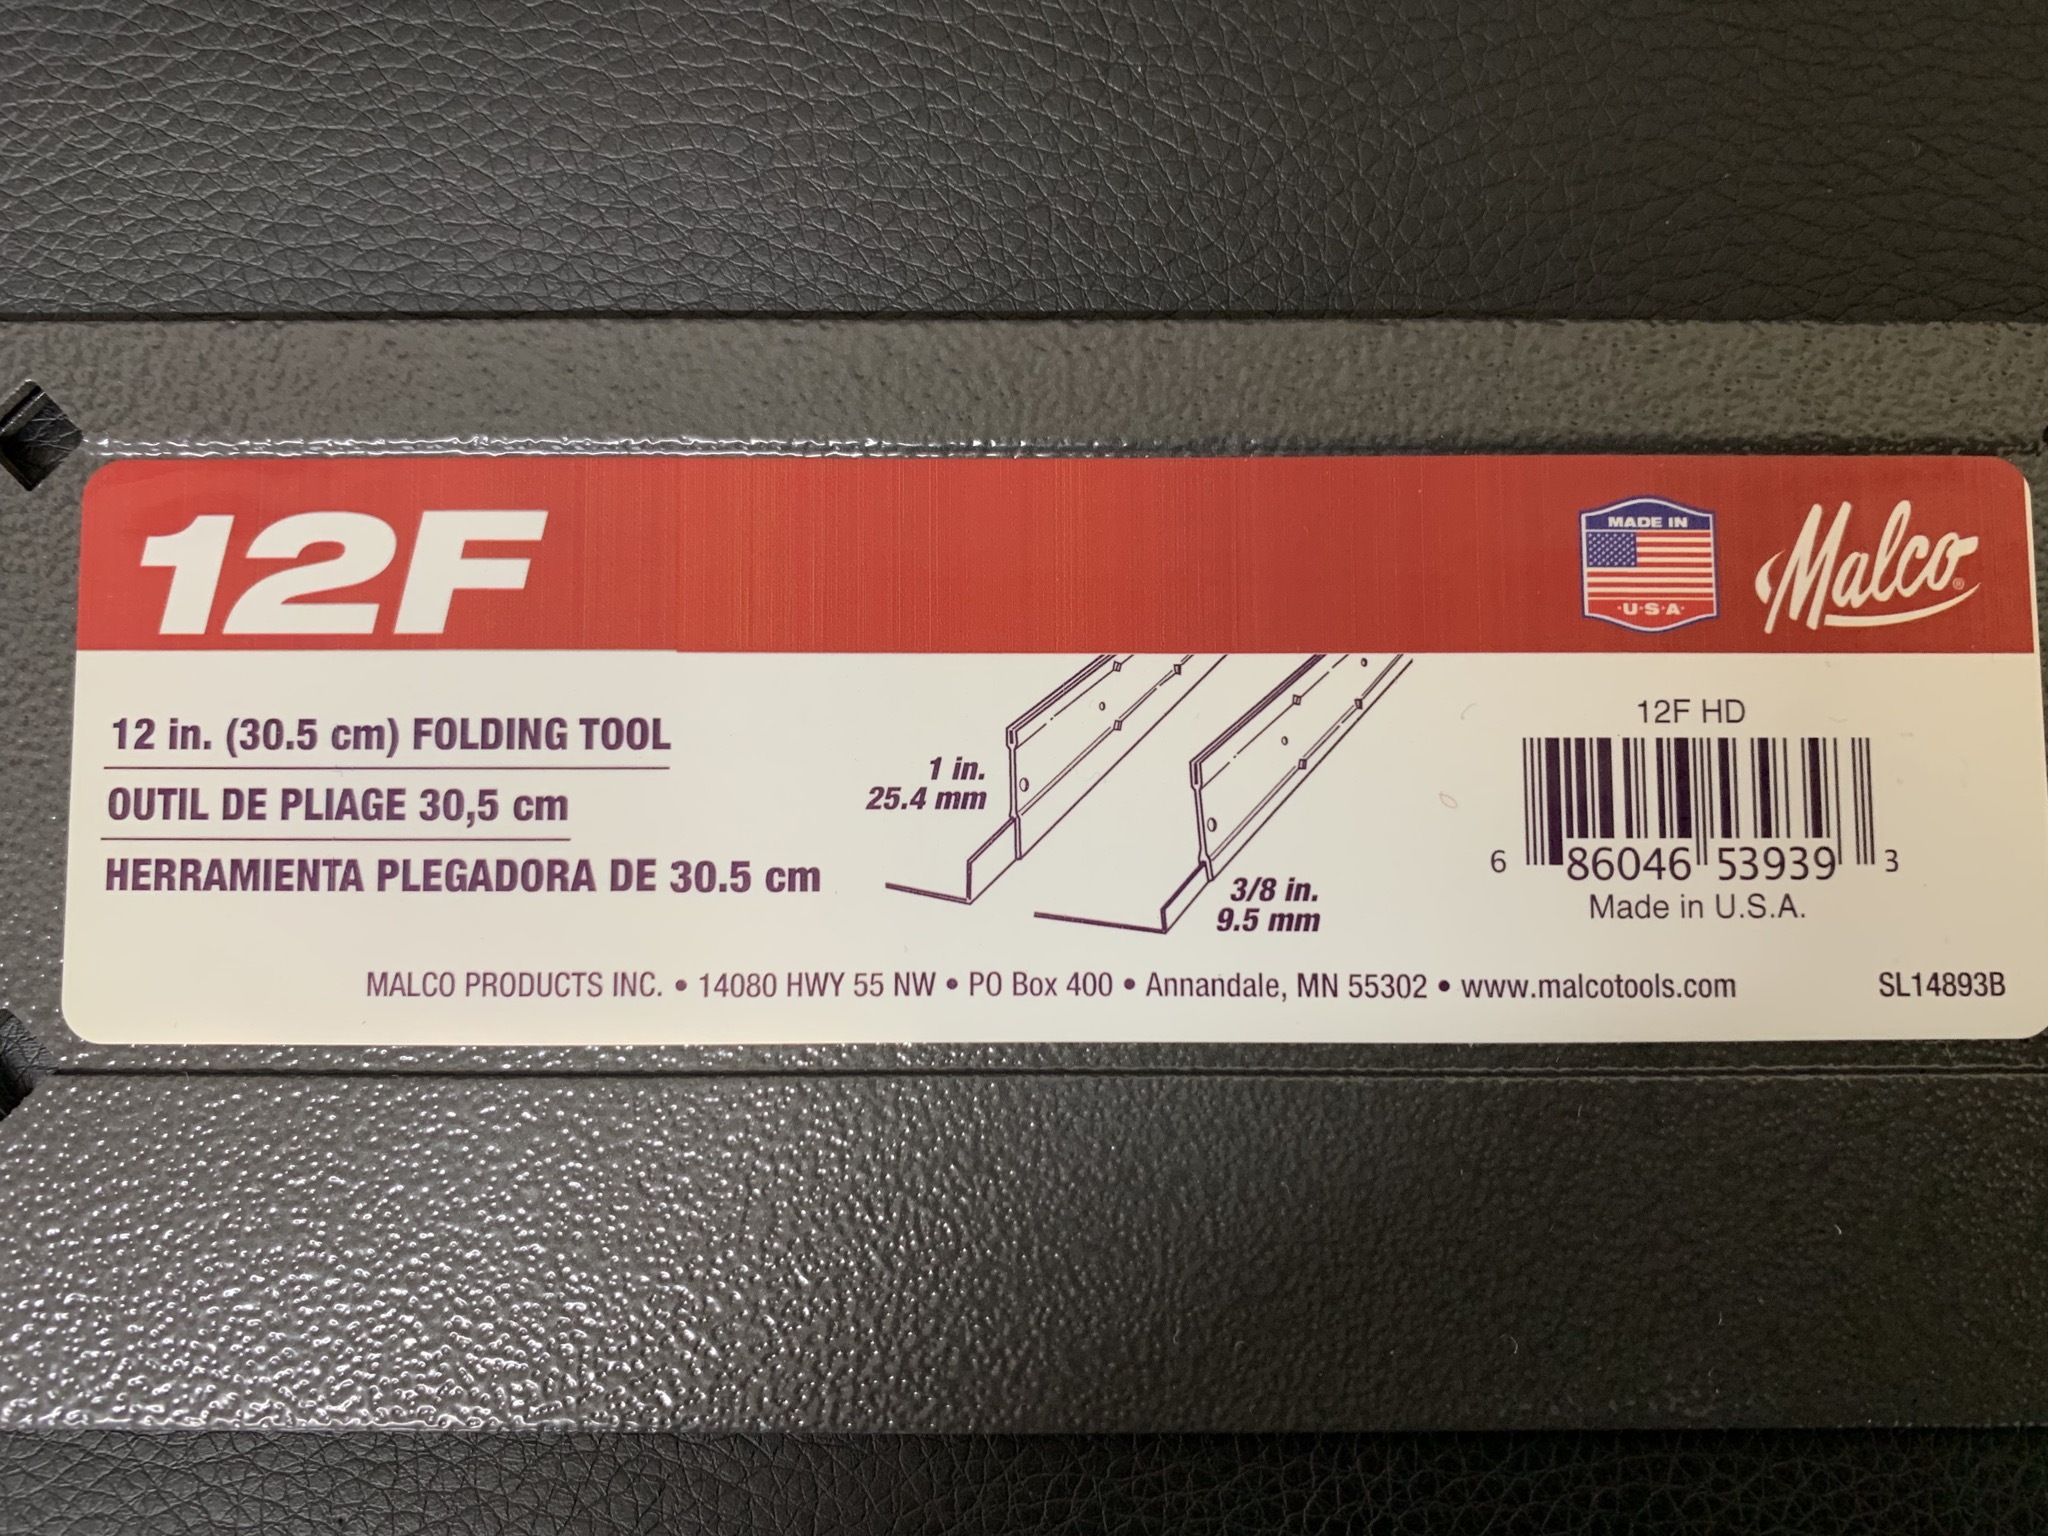 12F
MADE IN
U·S·A
Malco®
12 in. (30.5 cm) FOLDING TOOL
OUTIL DE PLIAGE 30,5 cm
HERRAMIENTA PLEGADORA DE 30.5 cm
1 in.
25.4 mm
3/8 in.
9.5 mm
12F HD
6 86046 53939 3
Made in U.S.A.
MALCO PRODUCTS INC. • 14080 HWY 55 NW • PO Box 400 • Annandale, MN 55302 • www.malcotools.com
SL14893B